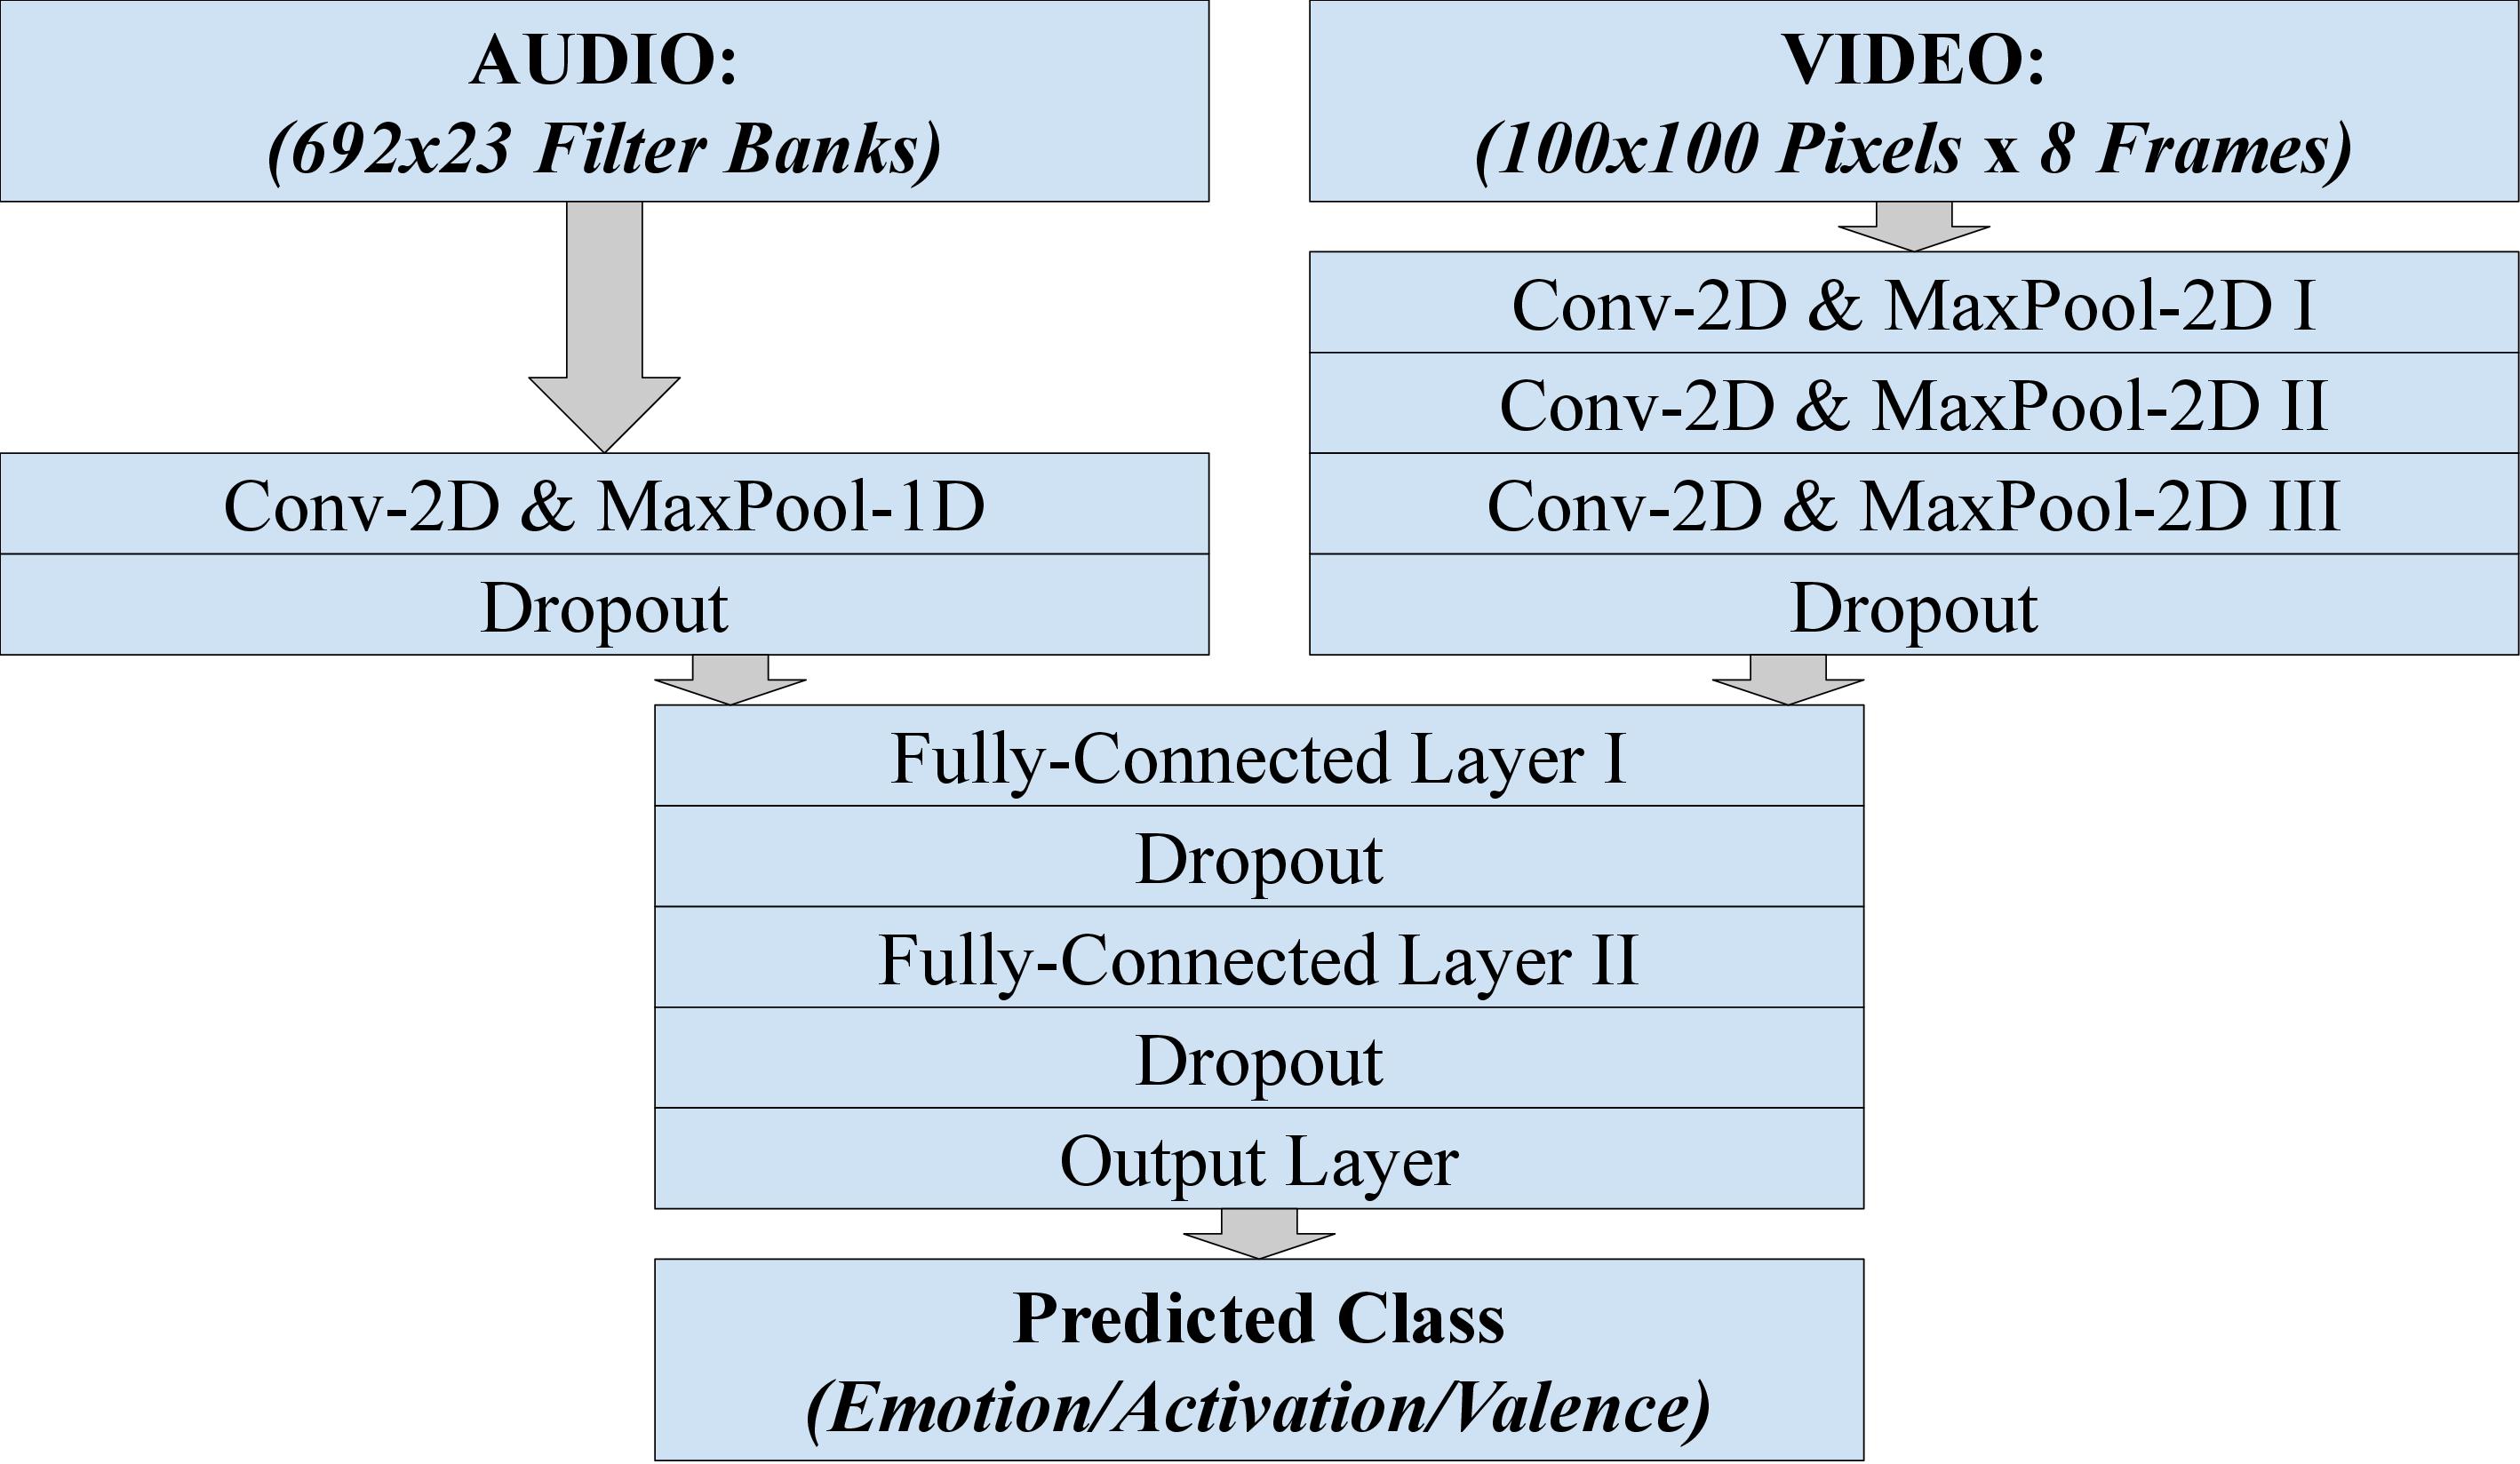 AUDIO:
(692x23 Filter Banks)
VIDEO:
(100x100 Pixels x 8 Frames)
Conv-2D & MaxPool-1D
Dropout
Conv-2D & MaxPool-2D I
Conv-2D & MaxPool-2D II
Conv-2D & MaxPool-2D III
Dropout
Fully-Connected Layer I
Dropout
Fully-Connected Layer II
Dropout
Output Layer
Predicted Class
(Emotion/Activation/Valence)